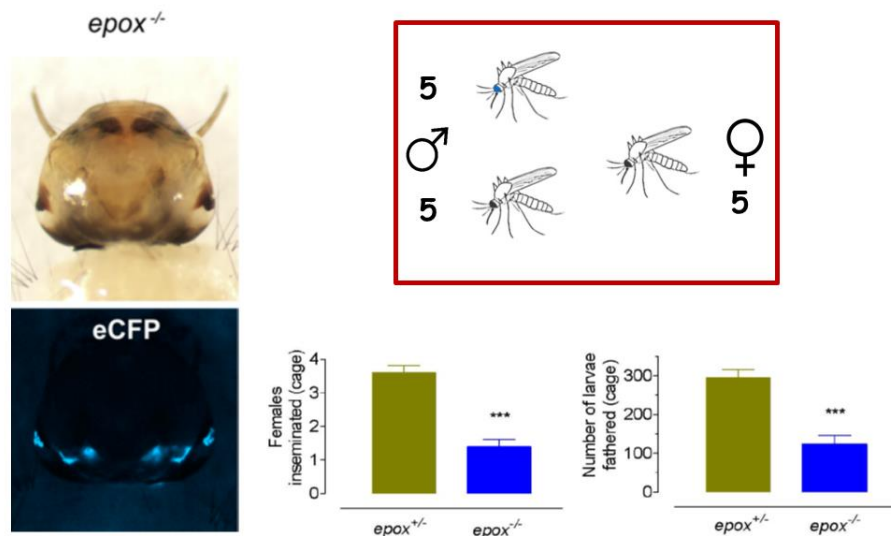 epox -/-
eCFP
5
♂
5
♀
5
Females
inseminated (cage)
4
3
2
1
0
***
epox+/-
epox-/-
Number of larvae
fathered (cage)
300
200
100
0
***
epox+/-
epox-/-